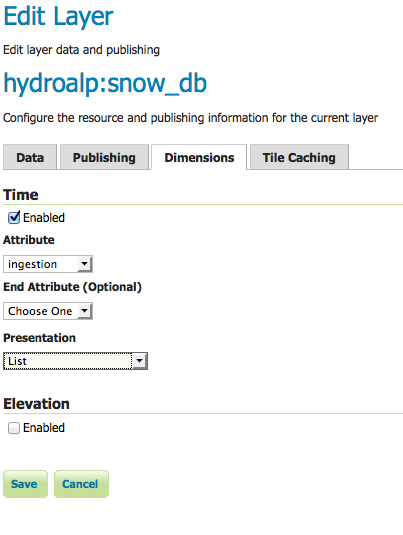 Edit Layer
Edit layer data and publishing
hydroalp:snow_db
Configure the resource and publishing information for the current layer
Data Publishing Dimensions Tile Caching
Time
Enabled
Attribute
ingestion
End Attribute (Optional)
Choose One
Presentation
List
Elevation
Enabled
Save Cancel